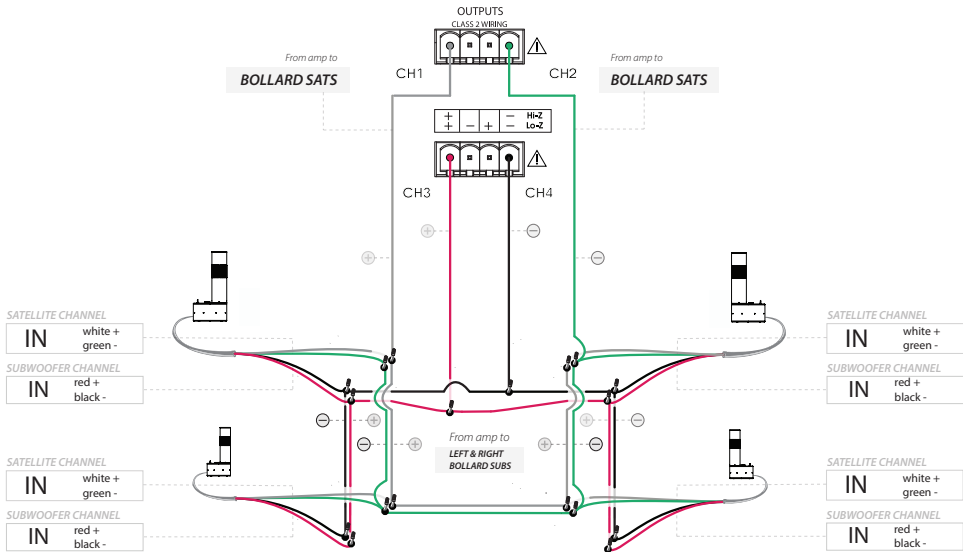 OUTPUTS
CLASS 2 WIRING
From amp to
BOLLARD SATS
CH1
CH2
From amp to
BOLLARD SATS
+ – Hi-Z
+ – + – Lo-Z
CH3
CH4
SATELLITE CHANNEL
IN
white +
green -
SUBWOOFER CHANNEL
IN
red +
black -
SATELLITE CHANNEL
IN
white +
green -
SUBWOOFER CHANNEL
IN
red +
black -
From amp to
LEFT & RIGHT
BOLLARD SUBS
SATELLITE CHANNEL
IN
white +
green -
SUBWOOFER CHANNEL
IN
red +
black -
SATELLITE CHANNEL
IN
white +
green -
SUBWOOFER CHANNEL
IN
red +
black -